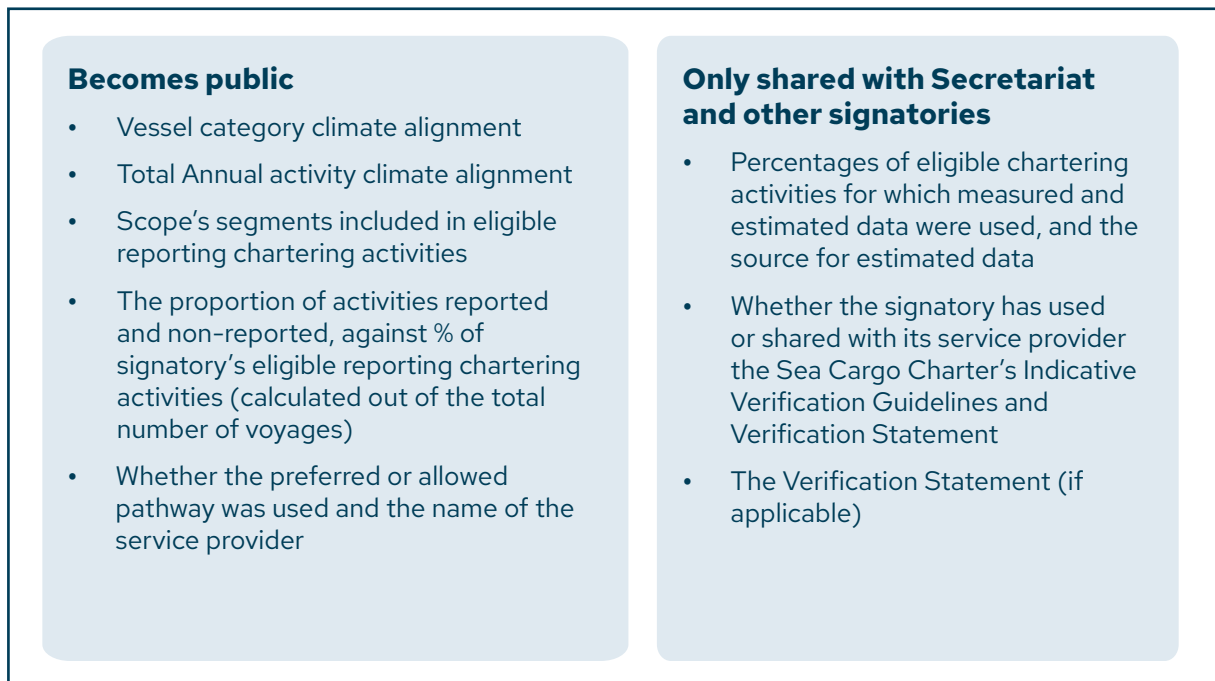 Becomes public
• Vessel category climate alignment
• Total Annual activity climate alignment
• Scope’s segments included in eligible
reporting chartering activities
• The proportion of activities reported
and non-reported, against % of
signatory’s eligible reporting chartering
activities (calculated out of the total
number of voyages)
• Whether the preferred or allowed
pathway was used and the name of the
service provider
Only shared with Secretariat
and other signatories
• Percentages of eligible chartering
activities for which measured and
estimated data were used, and the
source for estimated data
• Whether the signatory has used
or shared with its service provider
the Sea Cargo Charter’s Indicative
Verification Guidelines and
Verification Statement
• The Verification Statement (if
applicable)